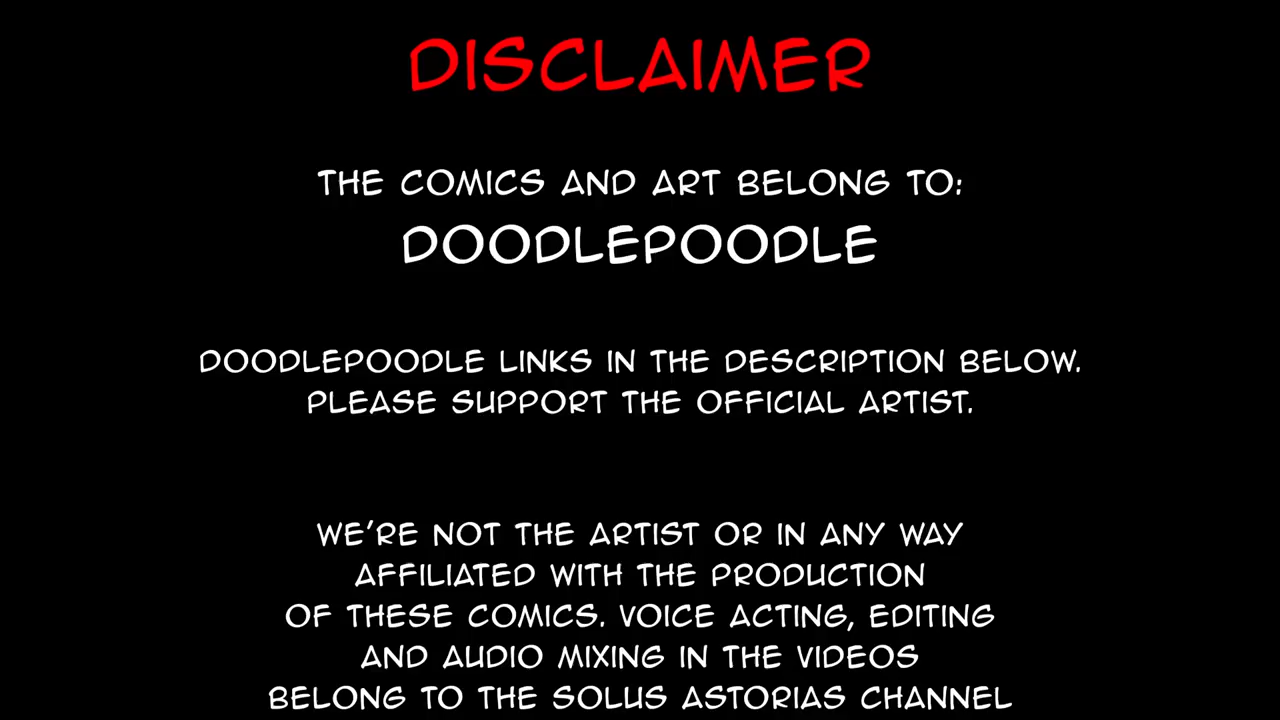 DISCLAIMER
THE COMICS AND ART BELONG TO:
DOODLEPOODLE
DOODLEPOODLE LINKS IN THE DESCRIPTION BELOW.
PLEASE SUPPORT THE OFFICIAL ARTIST.
WE'RE NOT THE ARTIST OR IN ANY WAY
AFFILIATED WITH THE PRODUCTION
OF THESE COMICS. VOICE ACTING, EDITING
AND AUDIO MIXING IN THE VIDEOS
BELONG TO THE SOLUS ASTORIAS CHANNEL